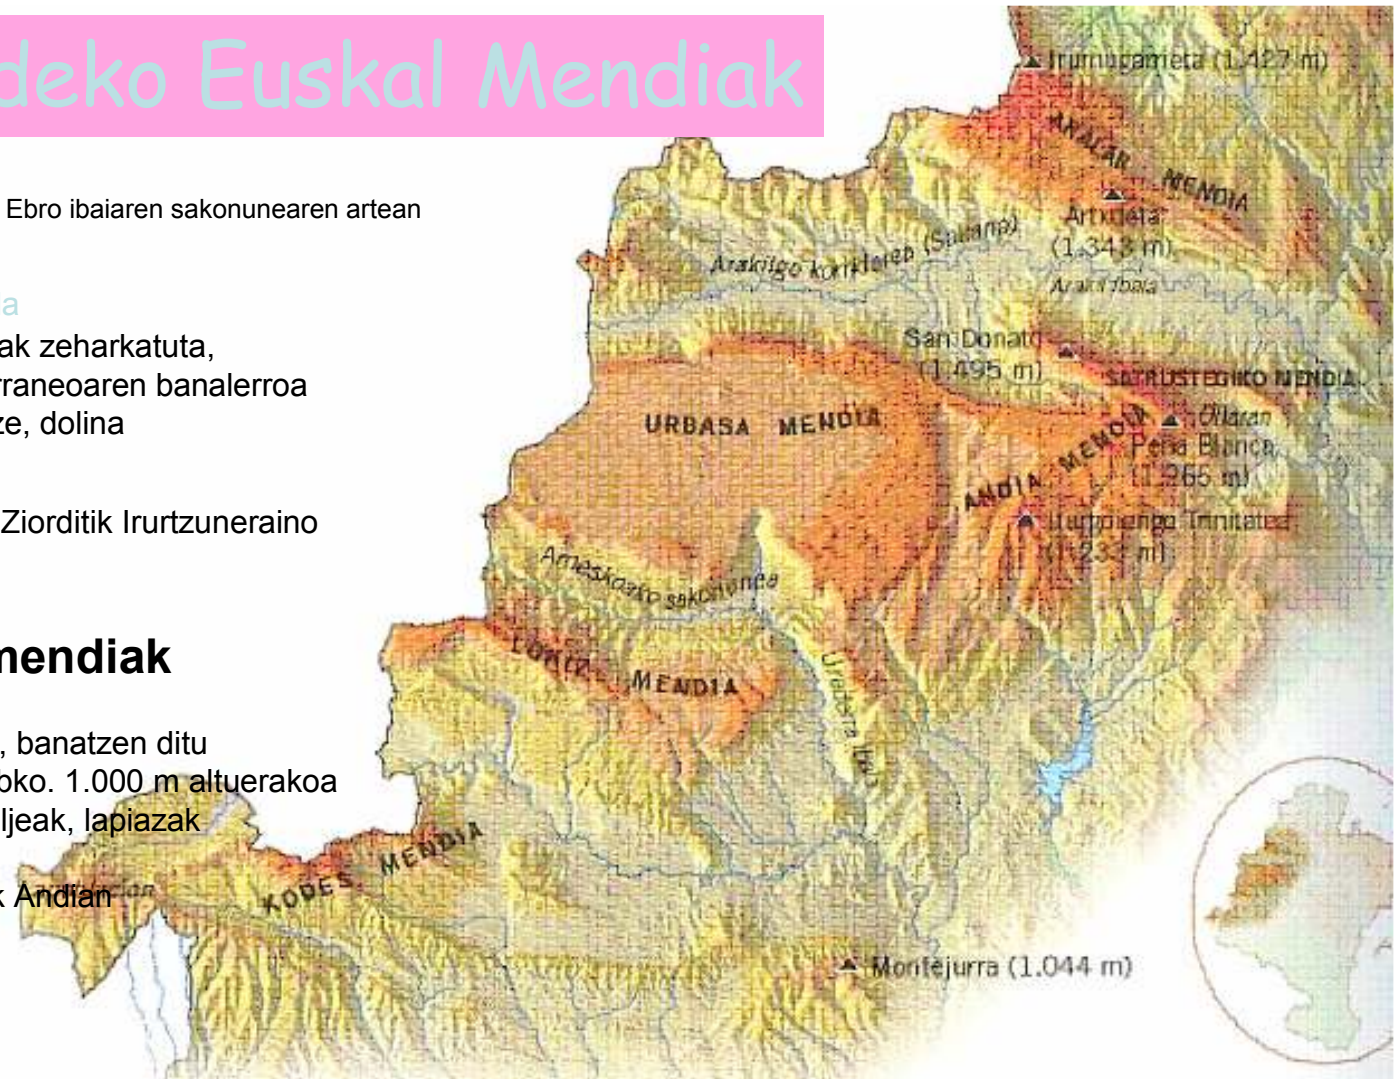 deko Euskal Mendiak
Ebro ibaiaren sakonunearen artean
a
ak zeharkatuta,
rraneoaren banalerroa
ze, dolina
Ziorditik Irurtzuneraino
mendiak
, banatzen ditu
oko. 1.000 m altuerakoa
ljeak, lapiazak
k Andian
Irumugarrieta (1.427 m)
ARALAR MENDIA
Artxueta
(1.343 m)
Arakilgo korridorea (Sakana)
Arakil ibaia
San Donato
(1.495 m)
SATRUSTEGIKO MENDIA
URBASA MENDIA
ANDIA MENDIA
Ollaran
Peña Blanca
(1.265 m)
Trinitatea
(1.233 m)
Ameskoako sakonunea
LOKIZ MENDIA
Urederra
KODES MENDIA
Montejurra (1.044 m)